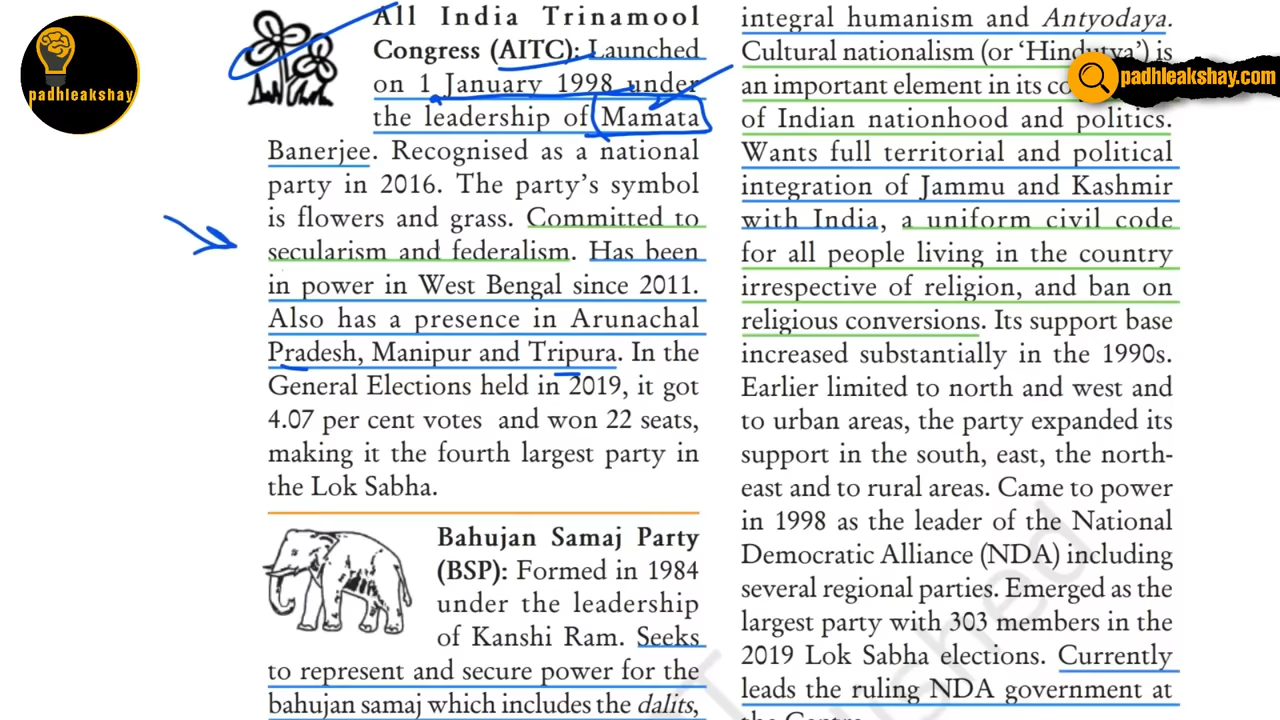 padhleakshay
All India Trinamool
Congress (AITC): Launched
on 1 January 1998 under
the leadership of Mamata
Banerjee. Recognised as a national
party in 2016. The party’s symbol
is flowers and grass. Committed to
secularism and federalism. Has been
in power in West Bengal since 2011.
Also has a presence in Arunachal
Pradesh, Manipur and Tripura. In the
General Elections held in 2019, it got
4.07 per cent votes and won 22 seats,
making it the fourth largest party in
the Lok Sabha.
Bahujan Samaj Party
(BSP): Formed in 1984
under the leadership
of Kanshi Ram. Seeks
to represent and secure power for the
bahujan samaj which includes the dalits,
integral humanism and Antyodaya.
Cultural nationalism (or ‘Hindutva’) is
an important element in its
of Indian nationhood and politics.
Wants full territorial and political
integration of Jammu and Kashmir
with India, a uniform civil code
for all people living in the country
irrespective of religion, and ban on
religious conversions. Its support base
increased substantially in the 1990s.
Earlier limited to north and west and
to urban areas, the party expanded its
support in the south, east, the north-
east and to rural areas. Came to power
in 1998 as the leader of the National
Democratic Alliance (NDA) including
several regional parties. Emerged as the
largest party with 303 members in the
2019 Lok Sabha elections. Currently
leads the ruling NDA government at
padhleakshay.com